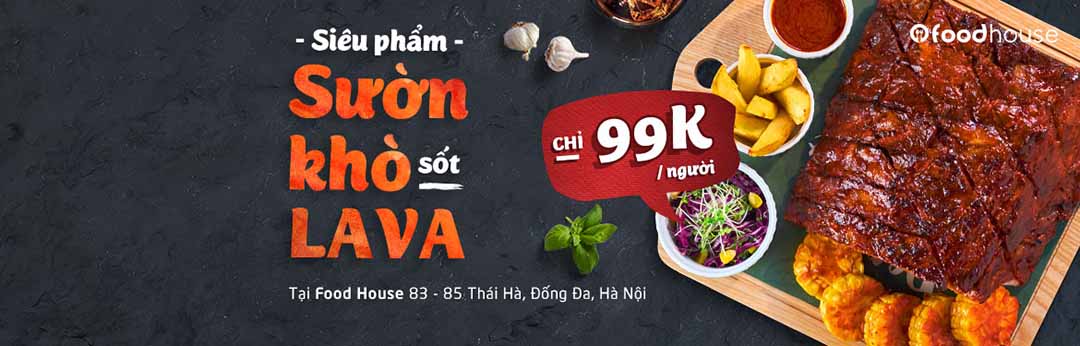 - Siêu phẩm -
Sườn
khò sốt
LAVA
CHỈ 99K
/ người
foodhouse
Tại Food House 83 - 85 Thái Hà, Đống Đa, Hà Nội